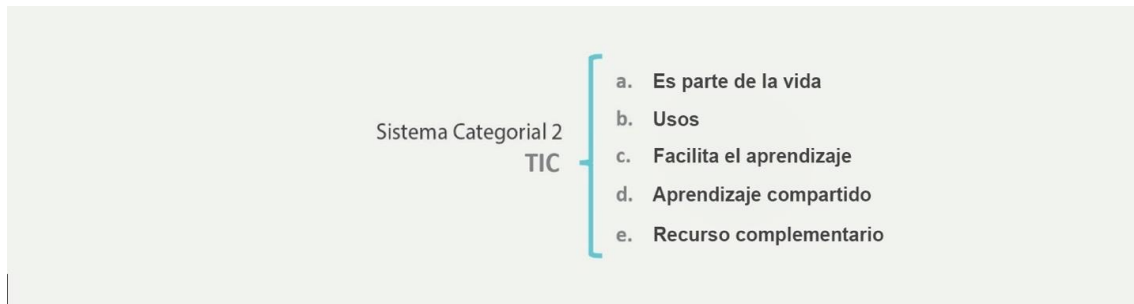 Sistema Categorial 2
TIC
a. Es parte de la vida
b. Usos
c. Facilita el aprendizaje
d. Aprendizaje compartido
e. Recurso complementario